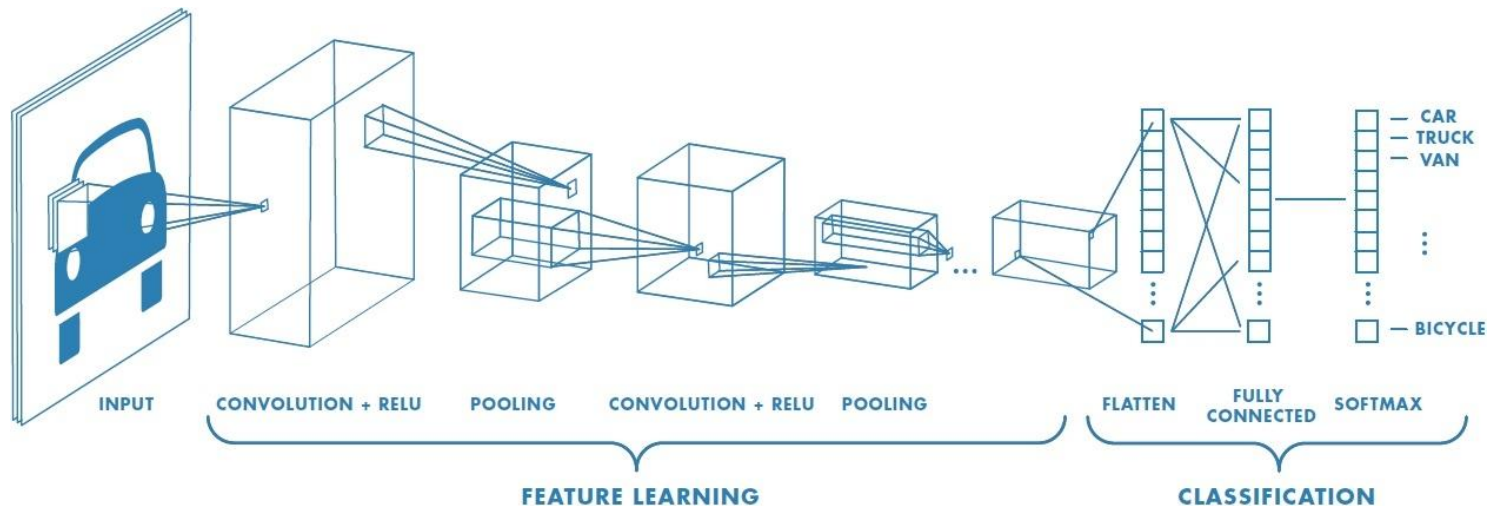 CAR
TRUCK
VAN
BICYCLE
INPUT
CONVOLUTION + RELU
POOLING
CONVOLUTION + RELU
POOLING
FLATTEN
FULLY
CONNECTED
SOFTMAX
FEATURE LEARNING
CLASSIFICATION